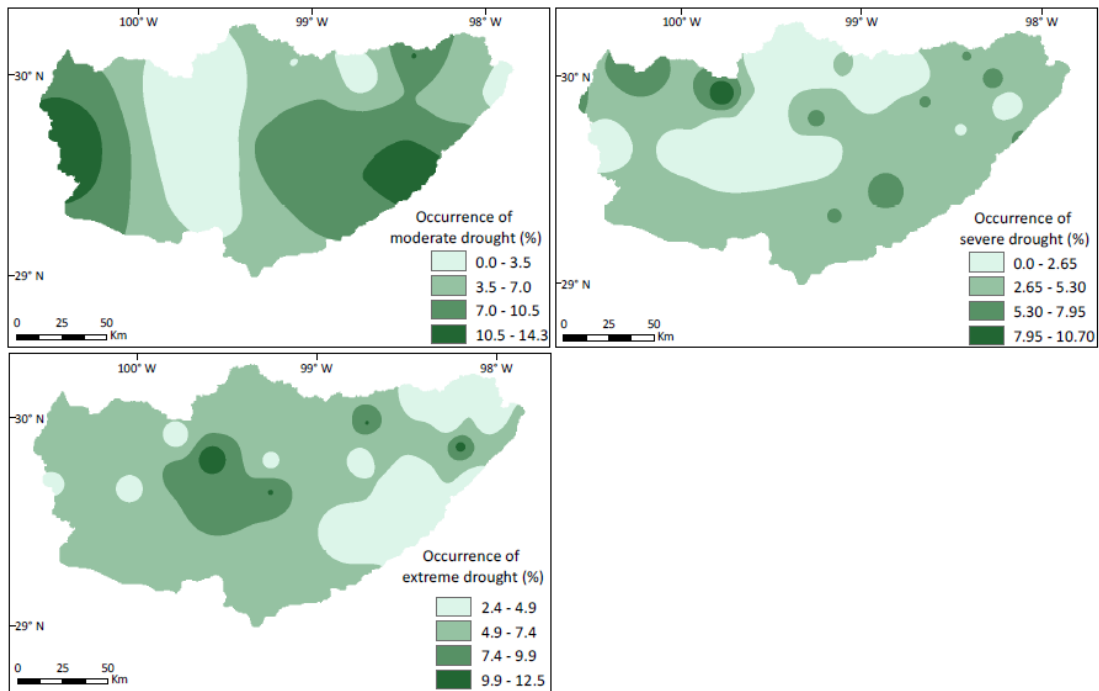 100° W 99° W 98° W
30° N
29° N
Occurrence of
moderate drought (%)
0.0 - 3.5
3.5 - 7.0
7.0 - 10.5
10.5 - 14.3
0 25 50
Km
100° W 99° W 98° W
30° N
29° N
Occurrence of
severe drought (%)
0.0 - 2.65
2.65 - 5.30
5.30 - 7.95
7.95 - 10.70
0 25 50
Km
100° W 99° W 98° W
30° N
29° N
Occurrence of
extreme drought (%)
2.4 - 4.9
4.9 - 7.4
7.4 - 9.9
9.9 - 12.5
0 25 50
Km